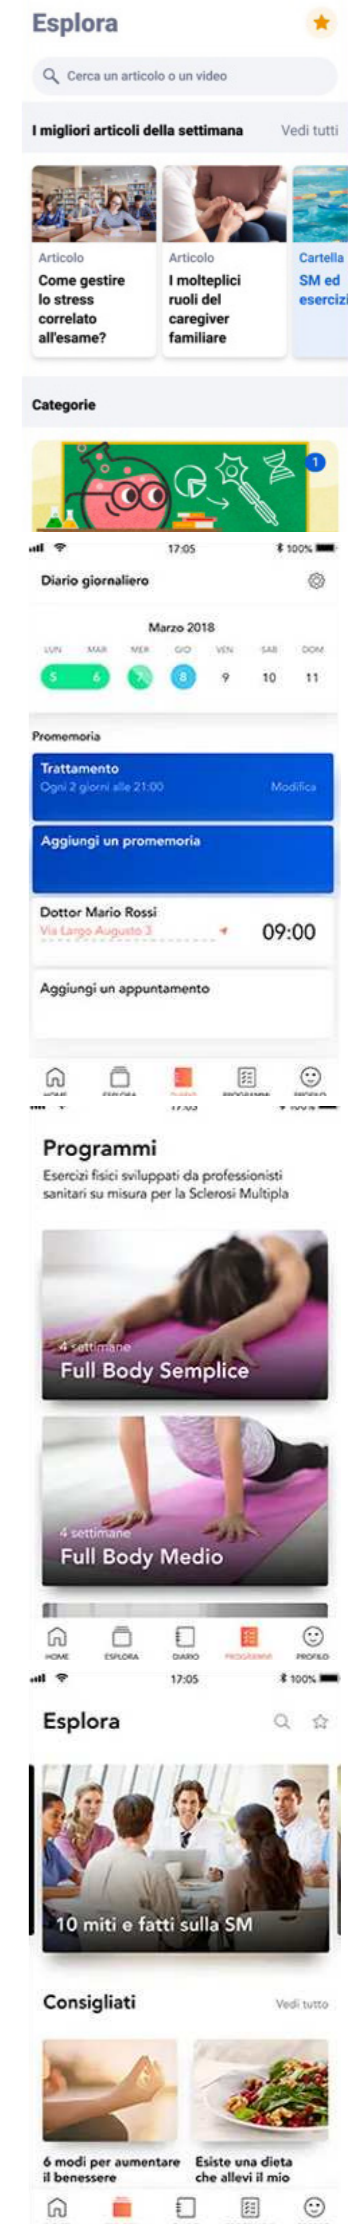 Esplora
Cerca un articolo o un video
I migliori articoli della settimana Vedi tutti
Articolo
Come gestire
lo stress
correlato
all'esame?
Articolo
I molteplici
ruoli del
caregiver
familiare
Cartella
SM ed
esercizi
Categorie
1
17:05 100%
Diario giornaliero
Marzo 2018
LUN MAR MER GIO VEN SAB DOM
5 6 7 8 9 10 11
Promemoria
Trattamento
Ogni 2 giorni alle 21:00 Modifica
Aggiungi un promemoria
Dottor Mario Rossi
Via Largo Augusto 3 09:00
Aggiungi un appuntamento
HOME ESPLORA DIARIO PROGRAMMI PROFILO
Programmi
Esercizi fisici sviluppati da professionisti
sanitari su misura per la Sclerosi Multipla
4 settimane
Full Body Semplice
4 settimane
Full Body Medio
HOME ESPLORA DIARIO PROGRAMMI PROFILO
17:05 100%
Esplora
10 miti e fatti sulla SM
Consigliati Vedi tutto
6 modi per aumentare
il benessere
Esiste una dieta
che allevi il mio